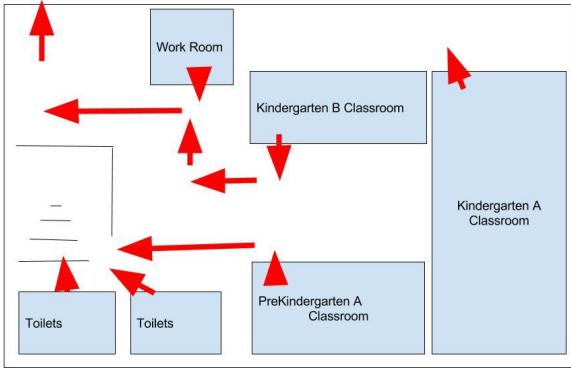 Work Room
Kindergarten B Classroom
Kindergarten A
Classroom
PreKindergarten A
Classroom
Toilets
Toilets